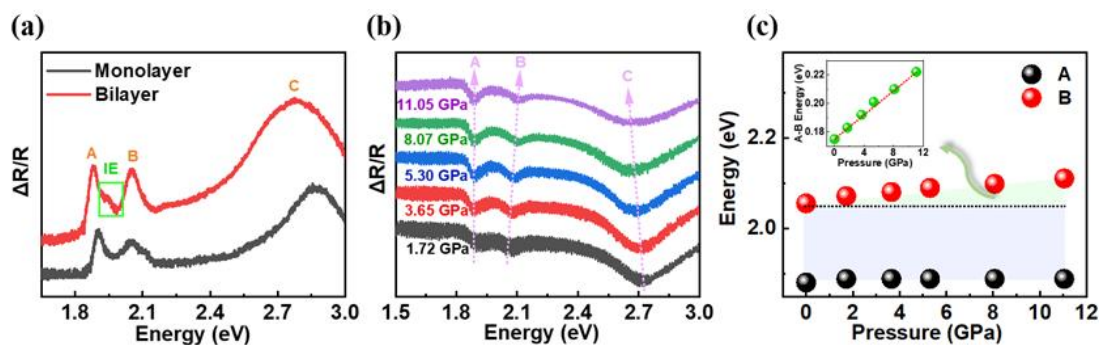 (a)
Monolayer
Bilayer
A
IE
B
C
ΔR/R
1.8 2.1 2.4 2.7 3.0
Energy (eV)
(b)
A
B
C
11.05 GPa
8.07 GPa
5.30 GPa
3.65 GPa
1.72 GPa
ΔR/R
1.5 1.8 2.1 2.4 2.7 3.0
Energy (eV)
(c)
A
B
A-B Energy (eV)
0.22
0.20
0.18
0 4 8 12
Pressure (GPa)
Energy (eV)
2.2
2.0
0 2 4 6 8 10 12
Pressure (GPa)